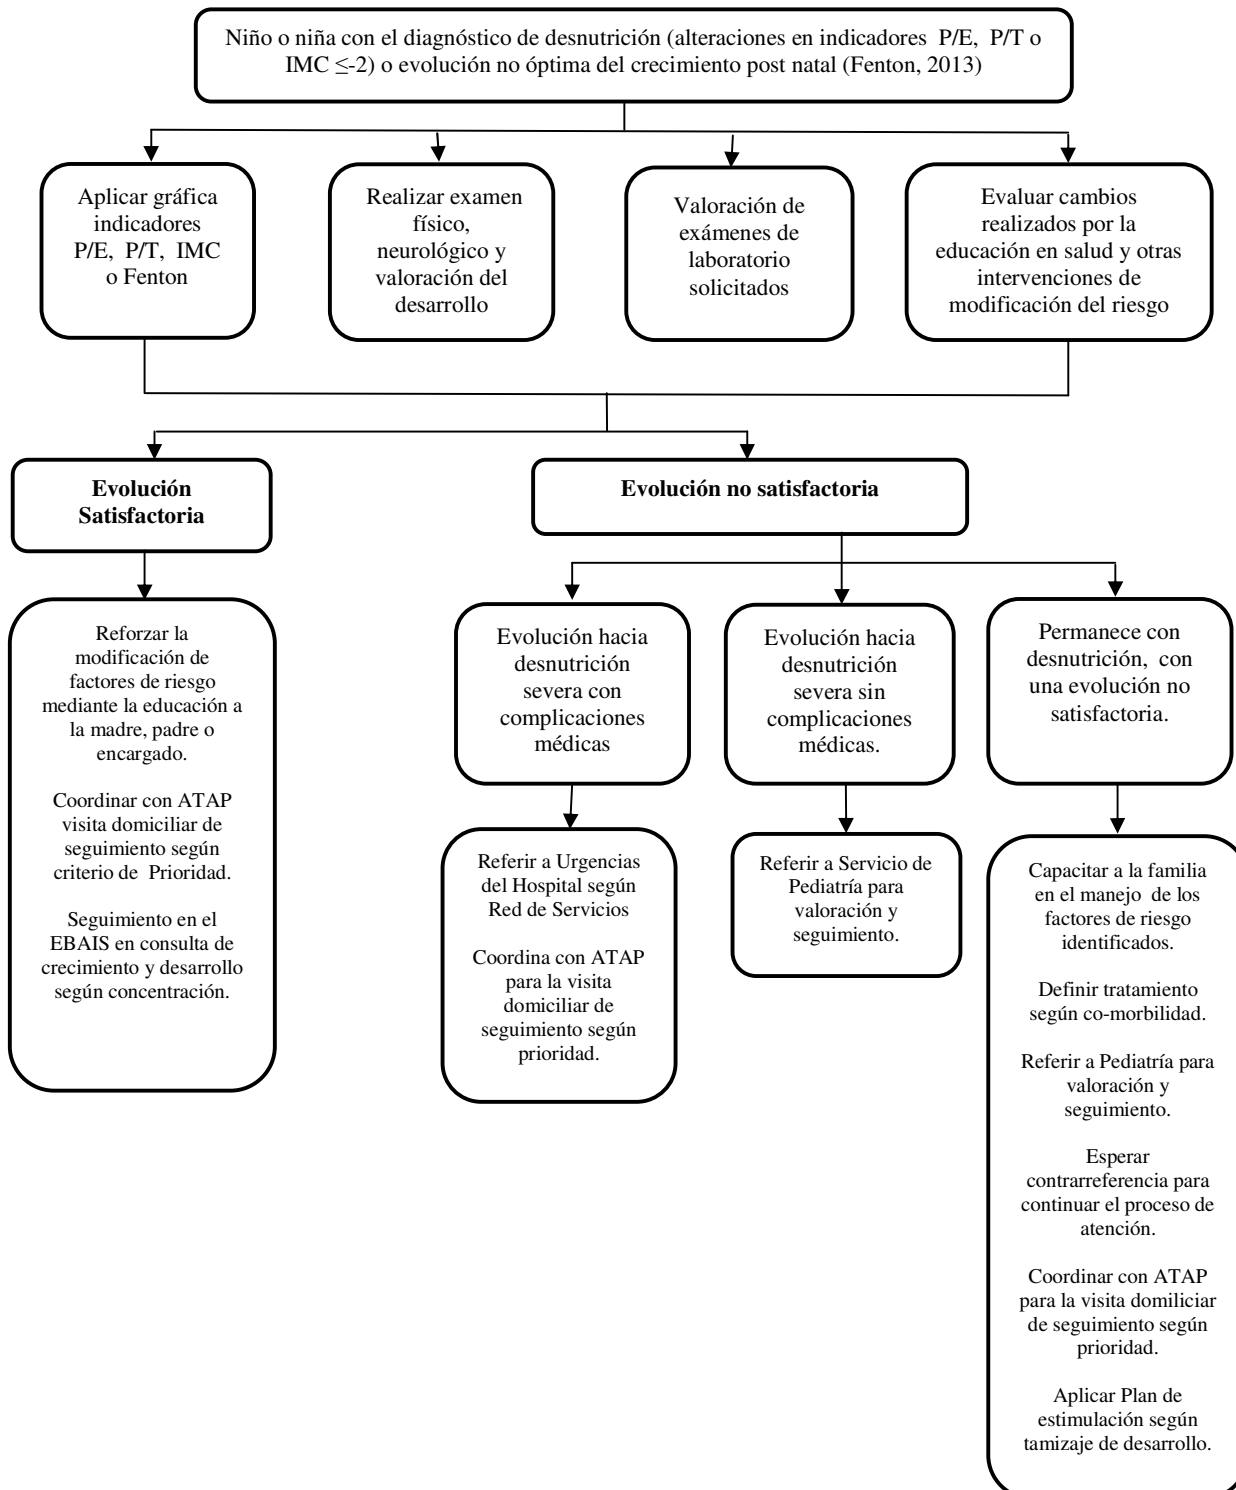 Niño o niña con el diagnóstico de desnutrición (alteraciones en indicadores P/E, P/T o
IMC ≤-2) o evolución no óptima del crecimiento post natal (Fenton, 2013)
Aplicar gráfica
indicadores
P/E, P/T, IMC
o Fenton
Realizar examen
físico,
neurológico y
valoración del
desarrollo
Valoración de
exámenes de
laboratorio
solicitados
Evaluar cambios
realizados por la
educación en salud y otras
intervenciones de
modificación del riesgo
Evolución
Satisfactoria
Evolución no satisfactoria
Reforzar la
modificación de
factores de riesgo
mediante la educación a
la madre, padre o
encargado.
Coordinar con ATAP
visita domiciliar de
seguimiento según
criterio de Prioridad.
Seguimiento en el
EBAIS en consulta de
crecimiento y desarrollo
según concentración.
Evolución hacia
desnutrición
severa con
complicaciones
médicas
Evolución hacia
desnutrición
severa sin
complicaciones
médicas.
Permanece con
desnutrición, con
una evolución no
satisfactoria.
Referir a Urgencias
del Hospital según
Red de Servicios
Coordina con ATAP
para la visita
domiciliar de
seguimiento según
prioridad.
Referir a Servicio de
Pediatría para
valoración y
seguimiento.
Capacitar a la familia
en el manejo de los
factores de riesgo
identificados.
Definir tratamiento
según co-morbilidad.
Referir a Pediatría para
valoración y
seguimiento.
Esperar
contrarreferencia para
continuar el proceso de
atención.
Coordinar con ATAP
para la visita domiliciar
de seguimiento según
prioridad.
Aplicar Plan de
estimulación según
tamizaje de desarrollo.